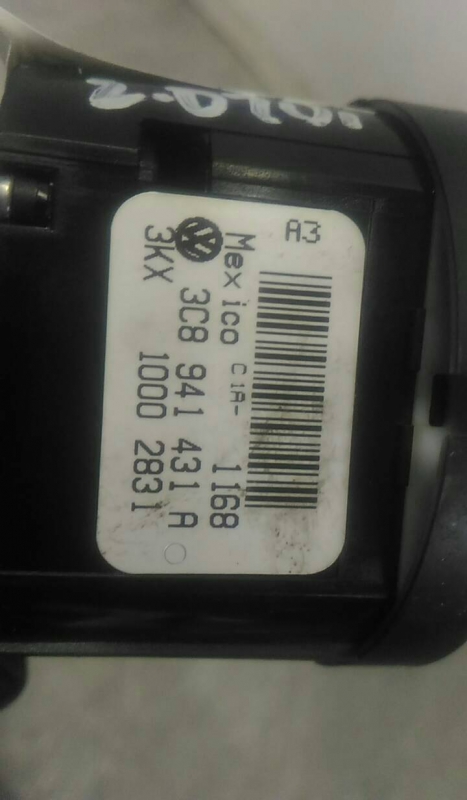 A3
Mexico C1A- 1168
3C8 941 431 A
3KX 1000 2831